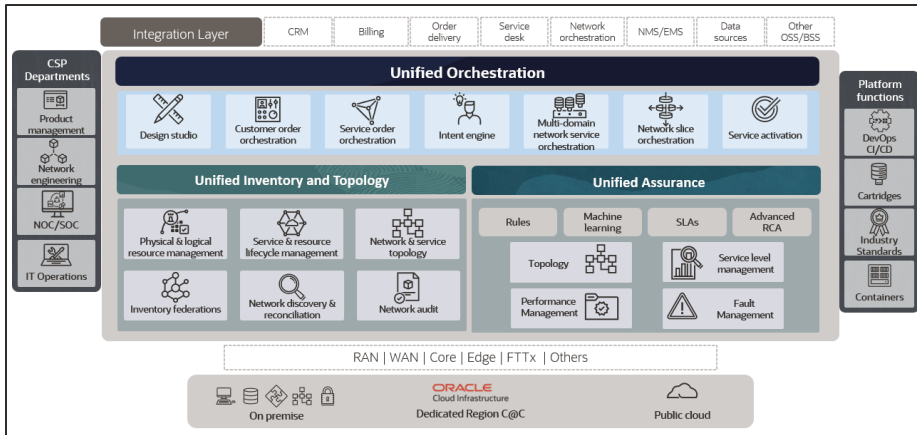 Integration Layer
CRM
Billing
Order
delivery
Service
desk
Network
orchestration
NMS/EMS
Data
sources
Other
OSS/BSS
CSP
Departments
Product
management
Network
engineering
NOC/SOC
IT Operations
Unified Orchestration
Design studio
Customer order
orchestration
Service order
orchestration
Intent engine
Multi-domain
network service
orchestration
Network slice
orchestration
Service activation
Unified Inventory and Topology
Physical & logical
resource management
Service & resource
lifecycle management
Network & service
topology
Inventory federations
Network discovery &
reconciliation
Network audit
Unified Assurance
Rules
Machine
learning
SLAs
Advanced
RCA
Topology
Service level
management
Performance
Management
Fault
Management
Platform
functions
DevOps
CI/CD
Cartridges
Industry
Standards
Containers
RAN | WAN | Core | Edge | FTTx | Others
On premise
ORACLE
Cloud Infrastructure
Dedicated Region C@C
Public cloud